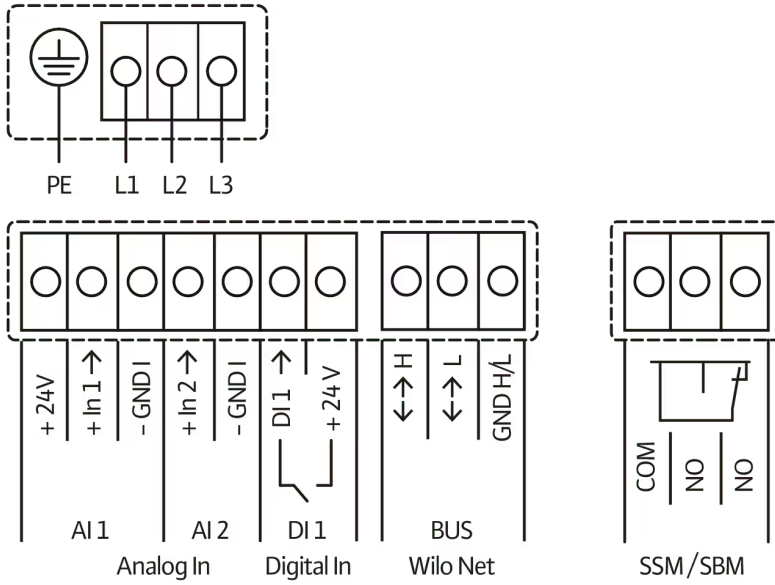 PE L1 L2 L3
+ 24V
+ In 1
- GND I
+ In 2
- GND I
DI 1
+ 24 V
H
L
GND H/L
COM
NO
NO
AI 1 AI 2 DI 1 BUS
Analog In Digital In Wilo Net SSM/SBM